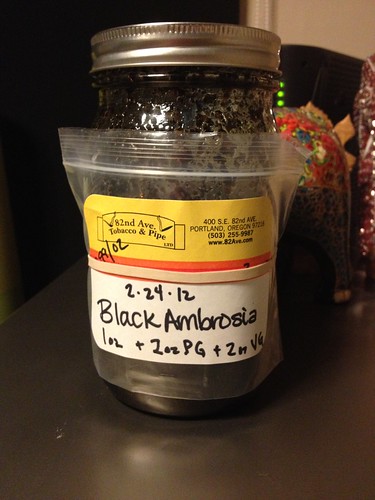 82nd Ave.
Tobacco & Pipe
LTD
400 S.E. 82nd AVE.
PORTLAND, OREGON 97216
(503) 255-9987
www.82Ave.com
2.24.12
Black Ambrosia
1oz + 2oz PG + 2oz VG